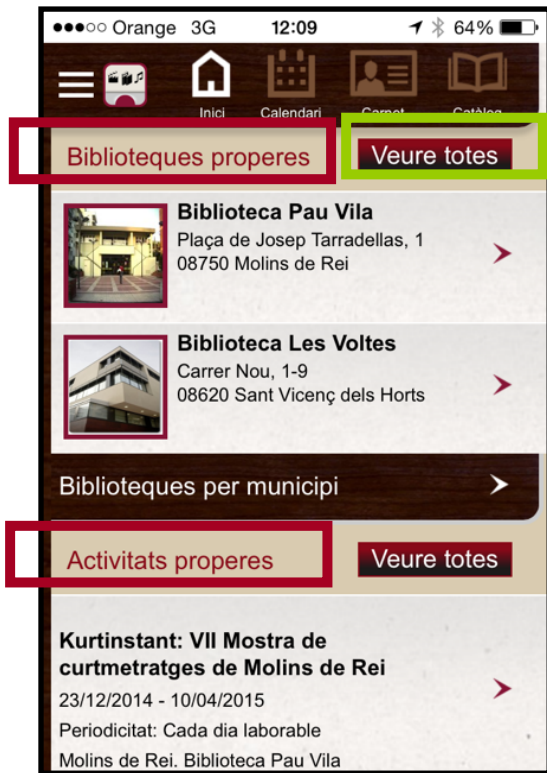 Orange 3G 12:09 64%
Inici Calendari Carnet Catàleg
Biblioteques properes Veure totes
Biblioteca Pau Vila
Plaça de Josep Tarradellas, 1
08750 Molins de Rei
Biblioteca Les Voltes
Carrer Nou, 1-9
08620 Sant Vicenç dels Horts
Biblioteques per municipi
Activitats properes Veure totes
Kurtinstant: VII Mostra de
curtmetratges de Molins de Rei
23/12/2014 - 10/04/2015
Periodicitat: Cada dia laborable
Molins de Rei. Biblioteca Pau Vila